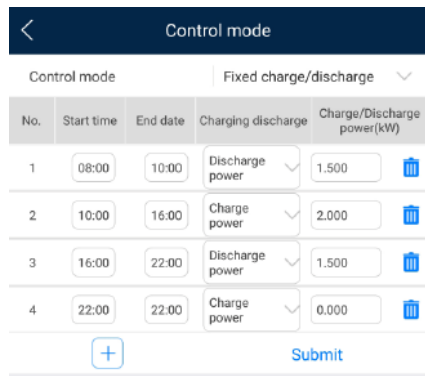 Control mode
Control mode Fixed charge/discharge
No. Start time End date Charging discharge Charge/Discharge
power(kW)
1 08:00 10:00 Discharge
power 1.500
2 10:00 16:00 Charge
power 2.000
3 16:00 22:00 Discharge
power 1.500
4 22:00 22:00 Charge
power 0.000
+ Submit